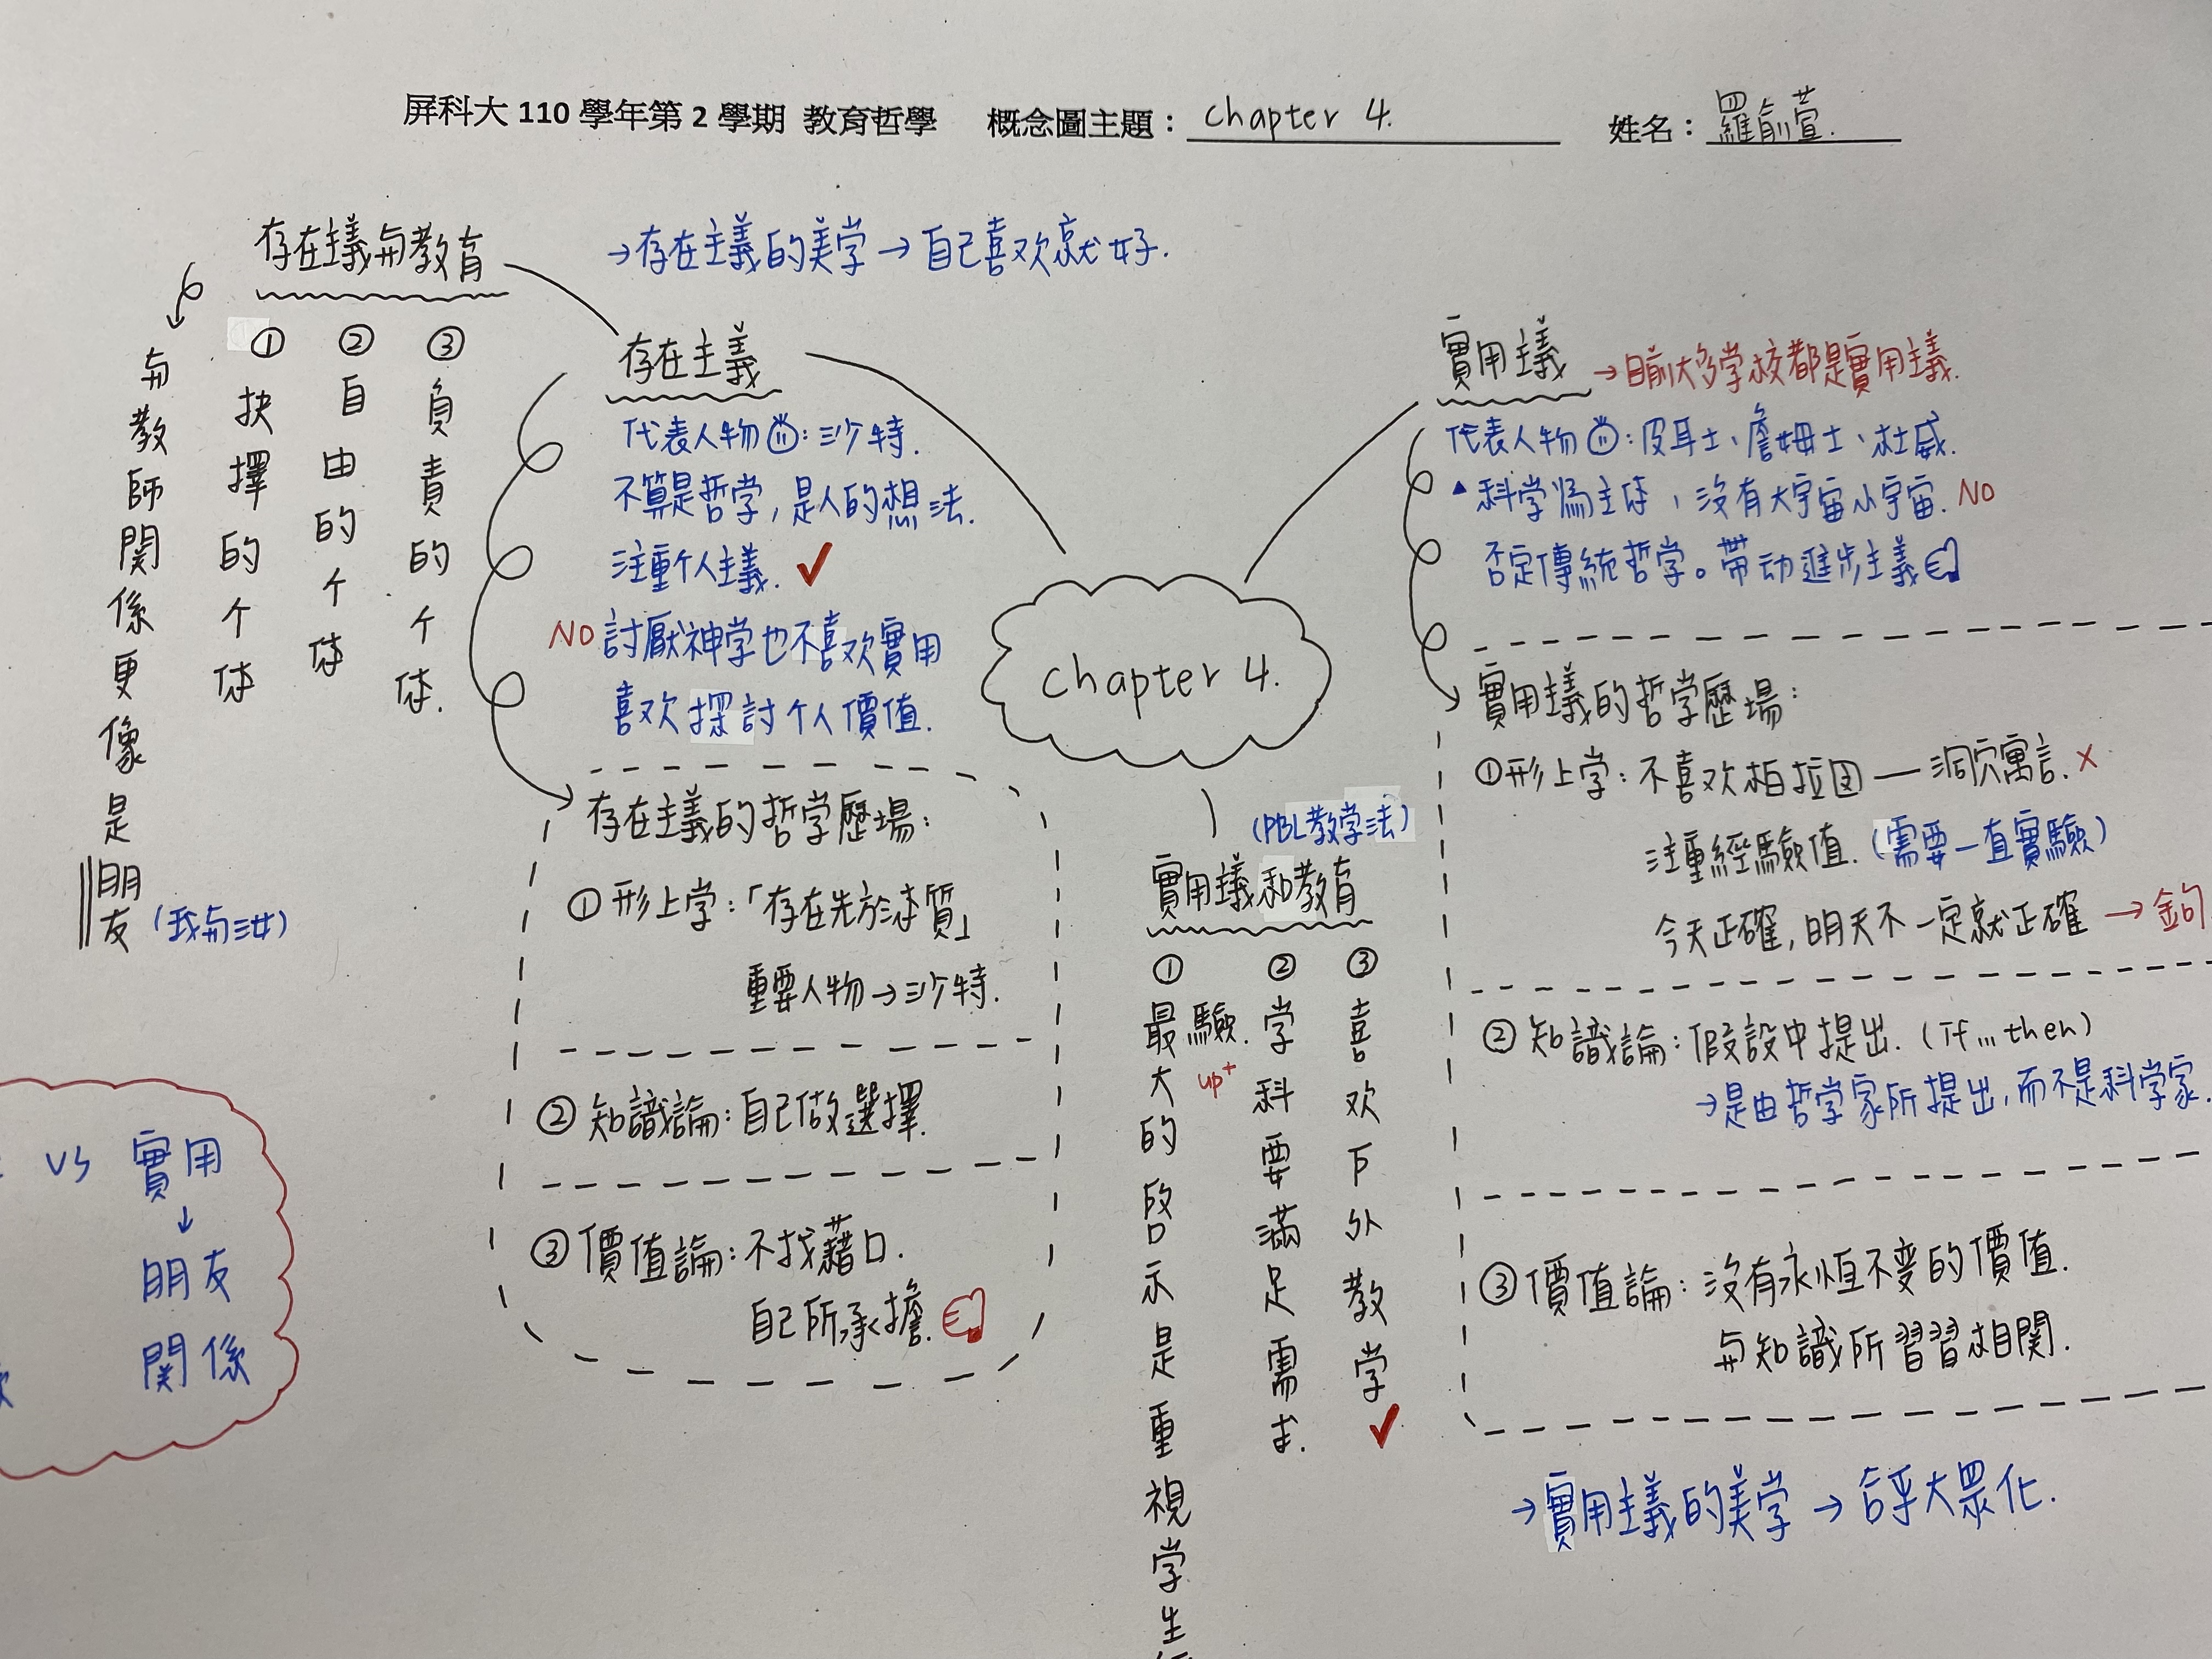 屏科大 110 學年第 2 學期 教育哲學 概念圖主題：Chapter 4. 姓名：羅俞萱.
存在主義與教育
①抉擇的个体
②自由的个体
③負責的个体.
與教師関係更像是朋友
(我與汝)
→存在主義的美学→自己喜欢就好.
存在主義
代表人物:沙特.
不算是哲学,是人的想法.
注重个人主義. ✓
NO 討厭神学也不喜欢實用
喜欢探討个人價值.
存在主義的哲学歷場:
①形上学:「存在先於本質」
重要人物→沙特.
②知識論:自己做選擇.
③價值論:不找藉口.
自己所承擔.
chapter 4.
(PBL教学法)
實用主義和教育
①最大的啓示是重視学生
驗.
up+
②学科要滿足需求.
③喜欢戶外教学 ✓
實用主義→目前大多学校都是實用主義.
代表人物:皮耳士、詹姆士、杜威.
▲科学為主体,沒有大宇宙小宇宙. NO
否定傳統哲学。帶动進步主義
實用主義的哲学歷場:
①形上学:不喜欢柏拉図—洞穴寓言. X
注重經驗值.(需要一直實驗)
今天正確,明天不一定就正確→鉤
②知識論:假設中提出.(If...then)
→是由哲学家所提出,而不是科学家.
③價值論:沒有永恆不变的價值.
與知識所習習相関.
→實用主義的美学→合乎大眾化.
vs 實用
↓
朋友
関係